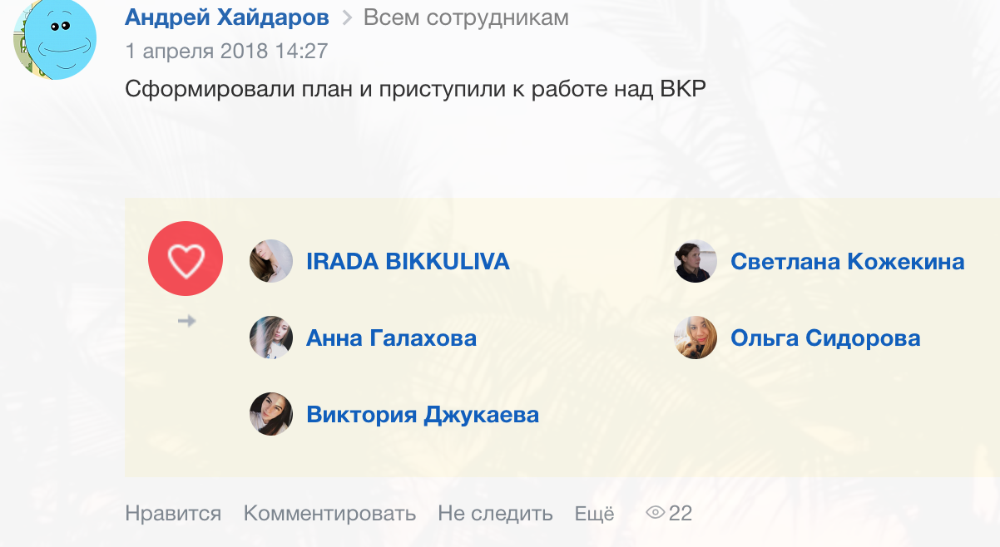 Андрей Хайдаров > Всем сотрудникам
1 апреля 2018 14:27
Сформировали план и приступили к работе над ВКР
IRADA BIKKULIVA
Светлана Кожекина
Анна Галахова
Ольга Сидорова
Виктория Джукаева
Нравится Комментировать Не следить Ещё 22